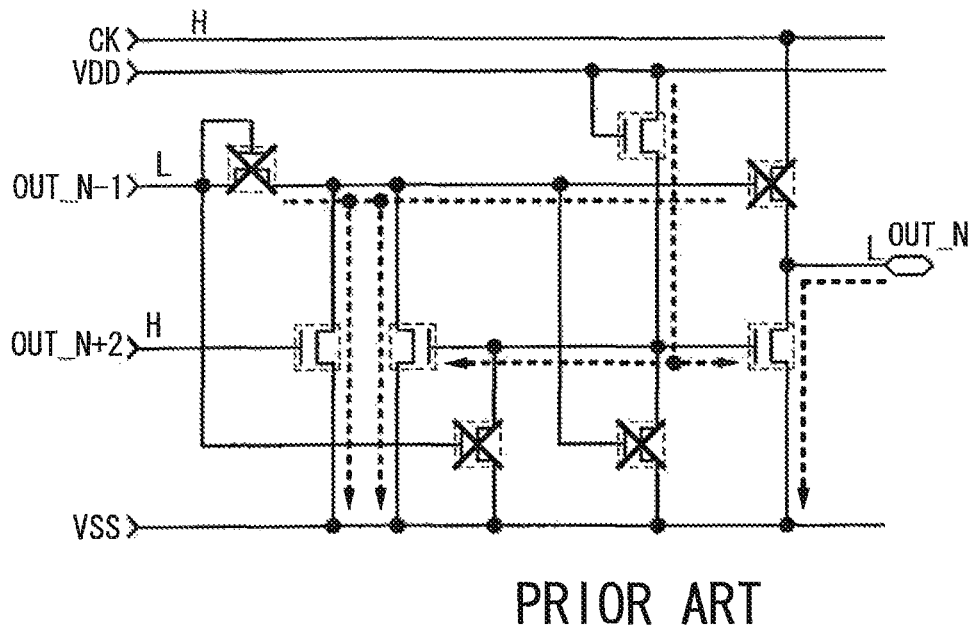 CK H
VDD
OUT_N-1 L
L OUT_N
OUT_N+2 H
VSS
PRIOR ART